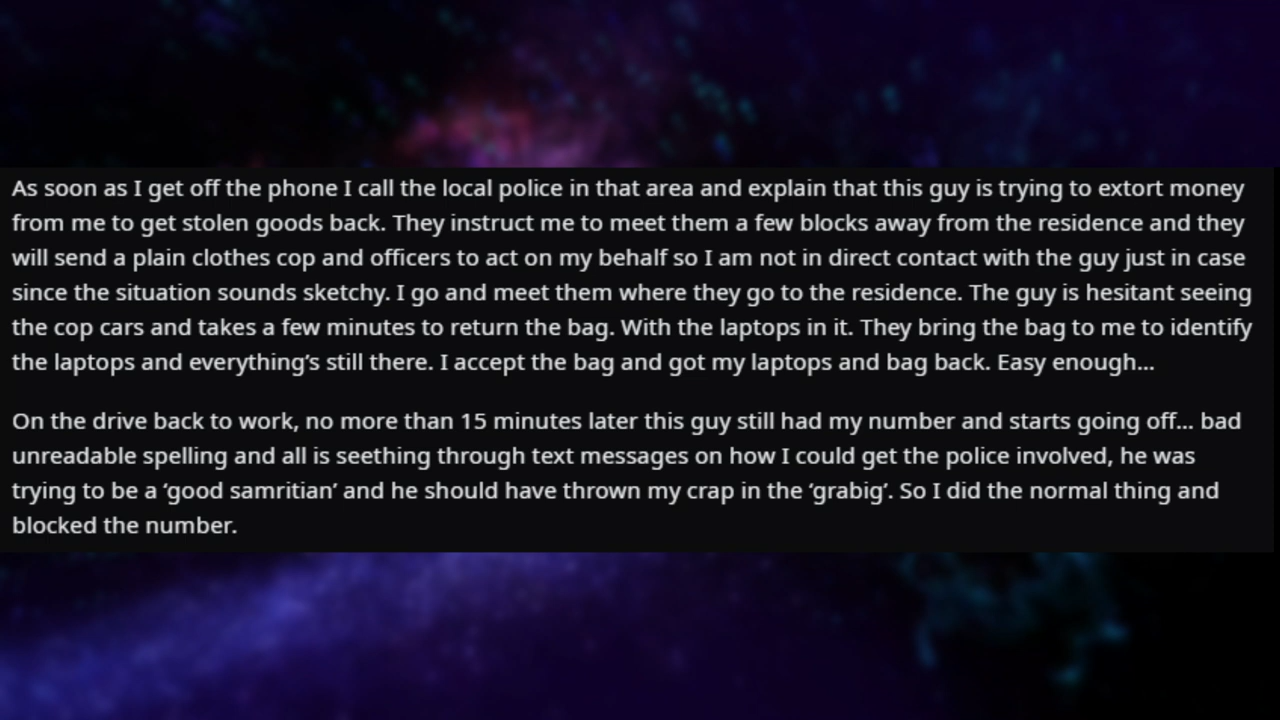 As soon as I get off the phone I call the local police in that area and explain that this guy is trying to extort money
from me to get stolen goods back. They instruct me to meet them a few blocks away from the residence and they
will send a plain clothes cop and officers to act on my behalf so I am not in direct contact with the guy just in case
since the situation sounds sketchy. I go and meet them where they go to the residence. The guy is hesitant seeing
the cop cars and takes a few minutes to return the bag. With the laptops in it. They bring the bag to me to identify
the laptops and everything’s still there. I accept the bag and got my laptops and bag back. Easy enough...
On the drive back to work, no more than 15 minutes later this guy still had my number and starts going off... bad
unreadable spelling and all is seething through text messages on how I could get the police involved, he was
trying to be a ‘good samritian’ and he should have thrown my crap in the ‘grabig’. So I did the normal thing and
blocked the number.